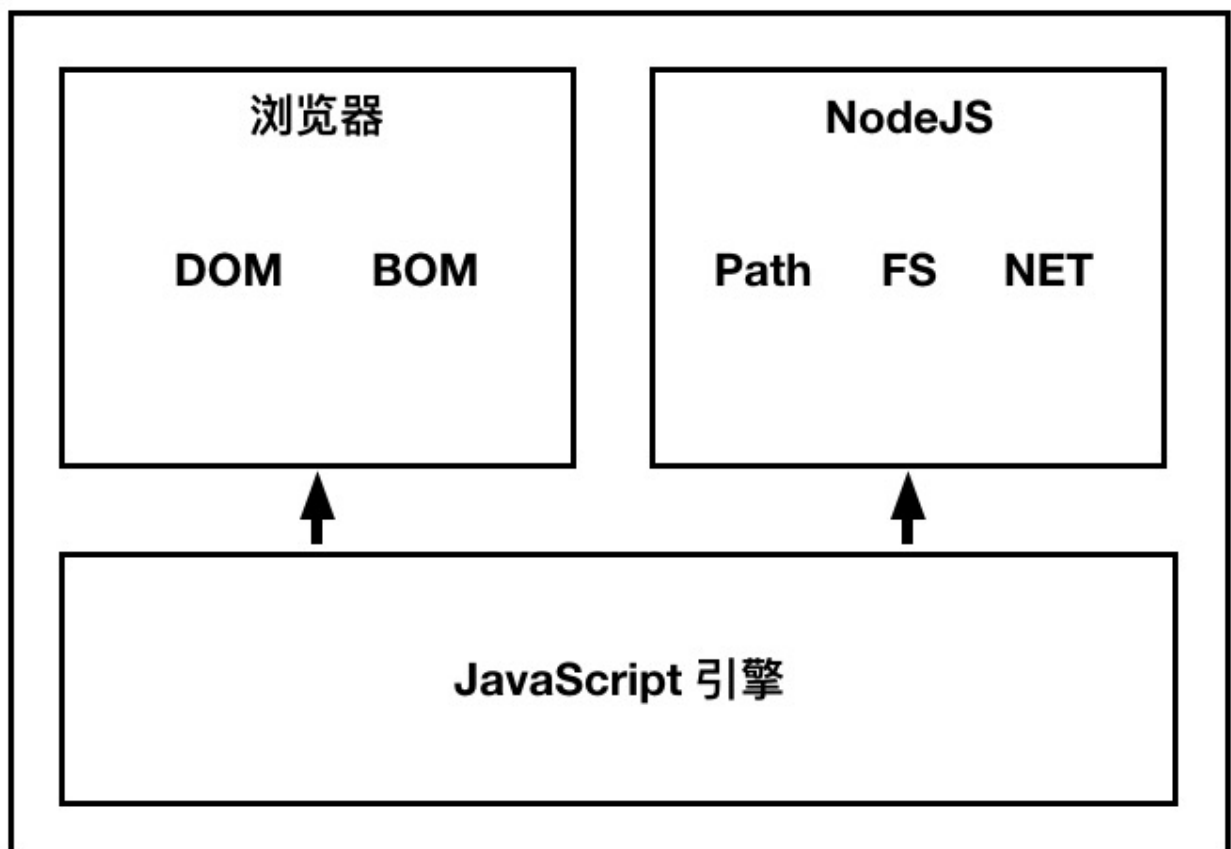 浏览器
DOM BOM
NodeJS
Path FS NET
JavaScript 引擎